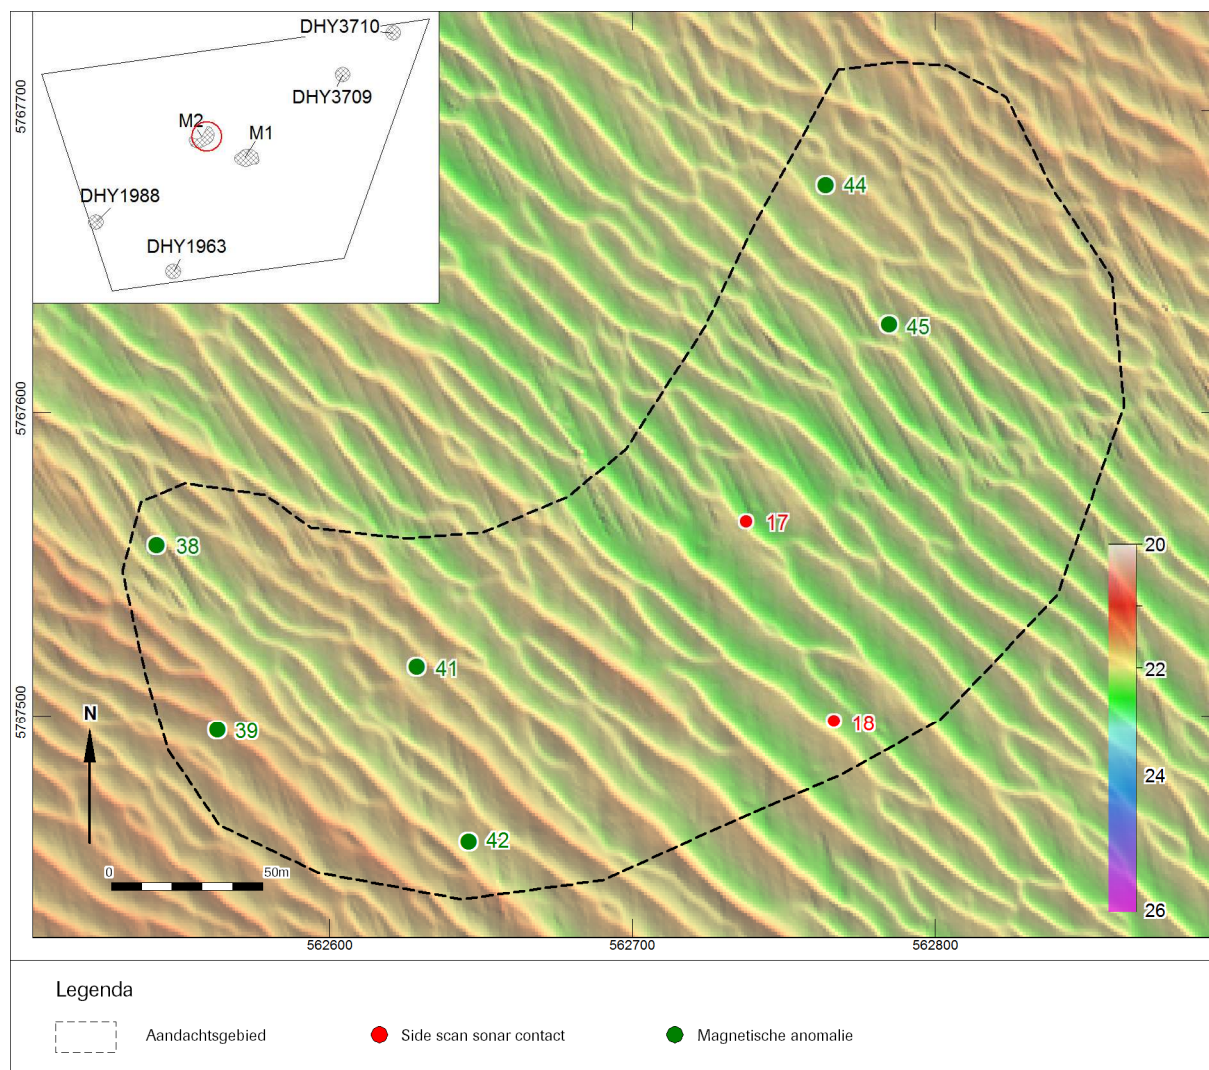 DHY3710
DHY3709
M2
M1
DHY1988
DHY1963
5767700
5767600
5767500
44
45
17
38
41
39
18
42
20
22
24
26
N
0 50m
562600 562700 562800
Legenda
Aandachtsgebied Side scan sonar contact Magnetische anomalie